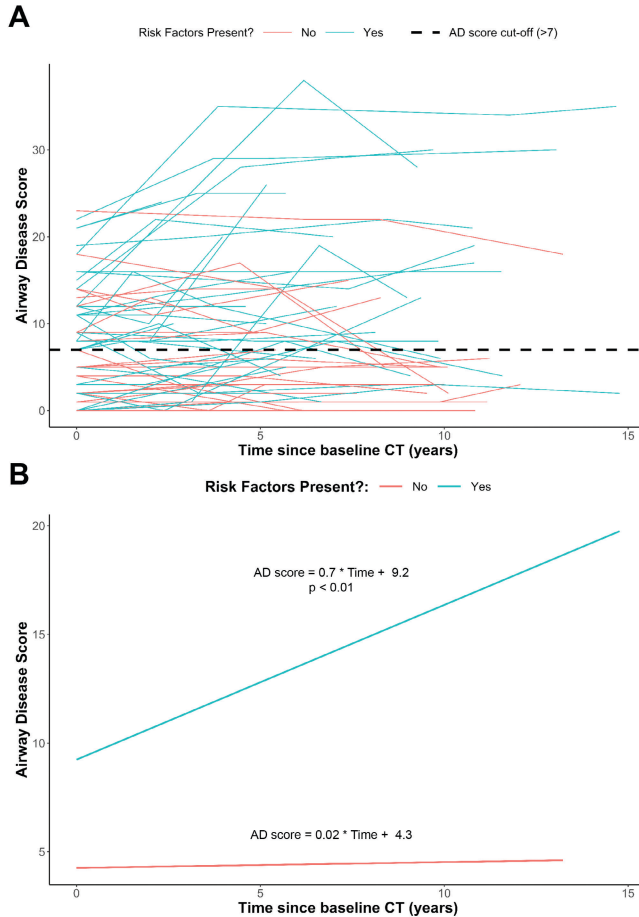 A
Risk Factors Present? No Yes AD score cut-off (>7)
Airway Disease Score
30
20
10
0
0 5 10 15
Time since baseline CT (years)
B
Risk Factors Present?: No Yes
Airway Disease Score
20
15
10
5
AD score = 0.7 * Time + 9.2
p < 0.01
AD score = 0.02 * Time + 4.3
0 5 10 15
Time since baseline CT (years)